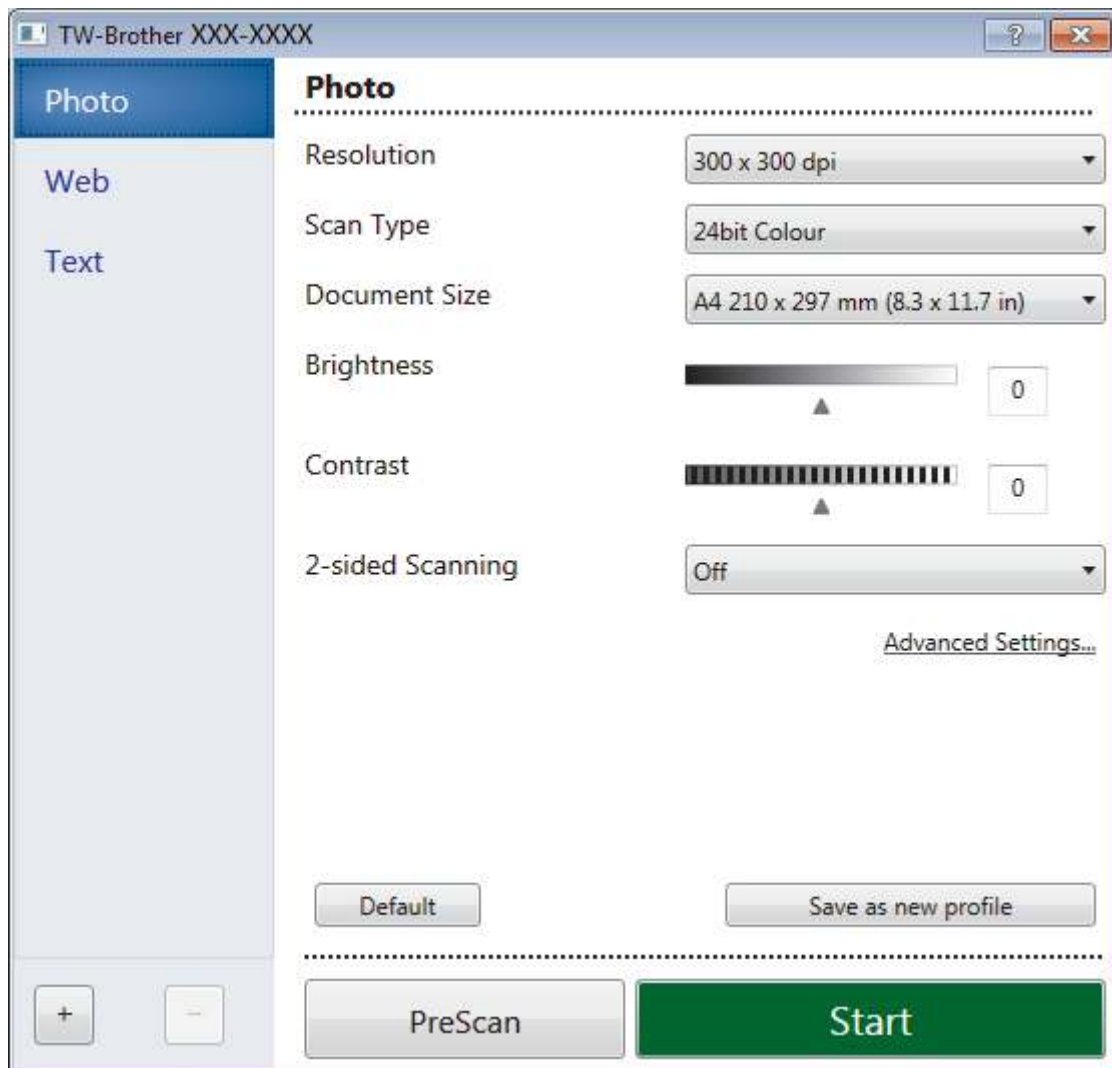 TW-Brother XXX-XXXX
?
Photo
Web
Text
Photo
Resolution
300 x 300 dpi
Scan Type
24bit Colour
Document Size
A4 210 x 297 mm (8.3 x 11.7 in)
Brightness
0
Contrast
0
2-sided Scanning
Off
Advanced Settings...
Default
Save as new profile
+
−
PreScan
Start